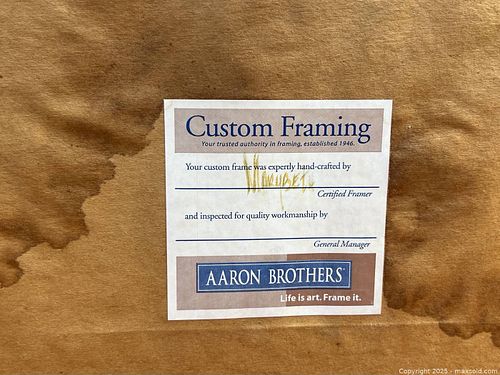 Custom Framing
Your trusted authority in framing, established 1946.
Your custom frame was expertly hand-crafted by
Certified Framer
and inspected for quality workmanship by
General Manager
AARON BROTHERS
Life is art. Frame it.
Copyright 2025 - maxsold.com